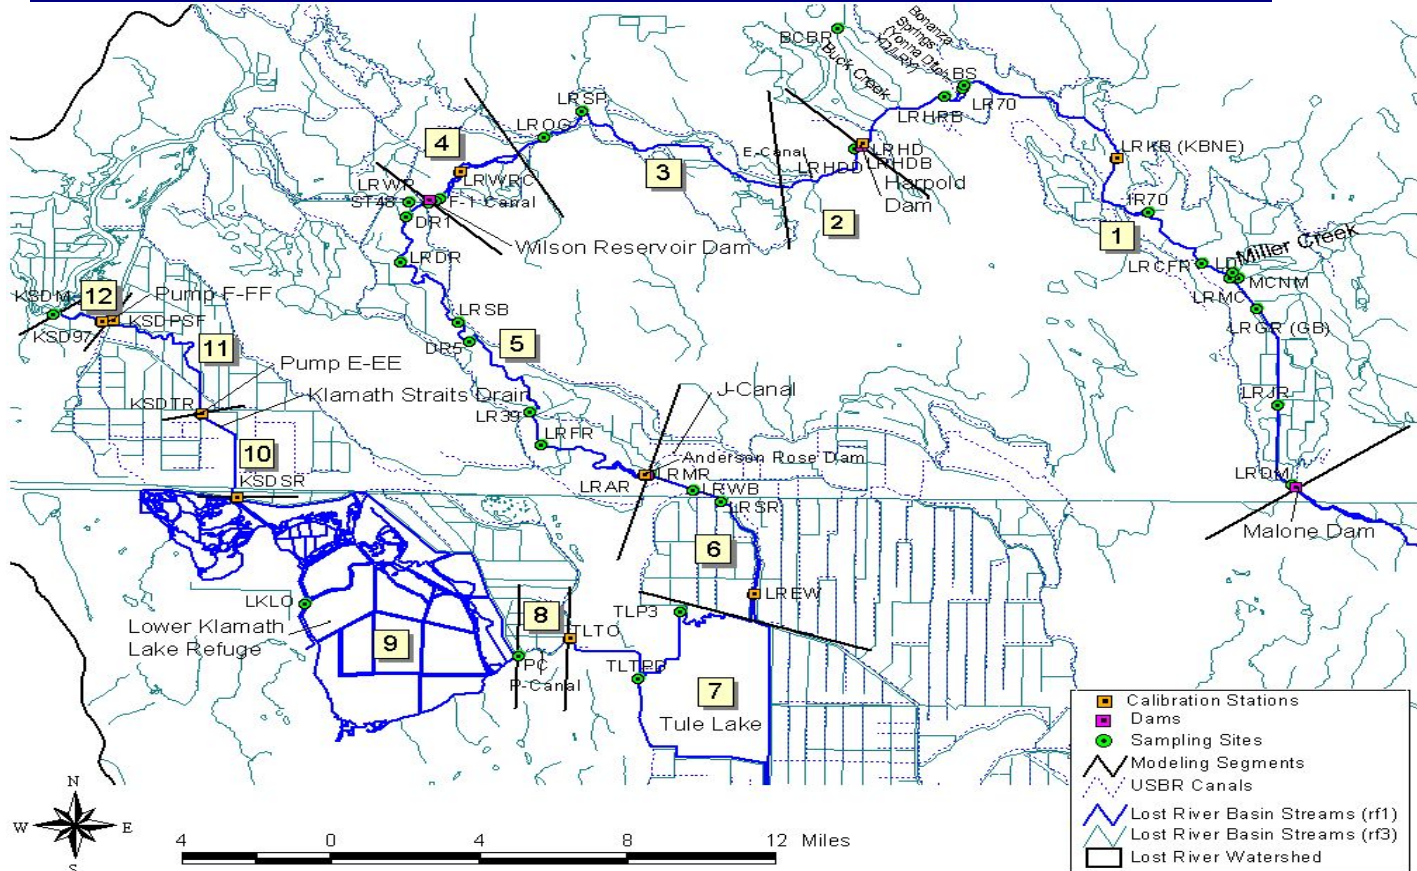 BCBR
Buck Creek
Bonanza
Springs
(Yonna Ditch
BS
LR70
LRHRB
LRSP
LROG
4
3
E-Canal
LRHD
LRHDB
LRHDD
Harpold
Dam
2
LRKB (KBNE)
IR70
1
LRCFR
LD
Miller Creek
MCNM
LRMC
LRGR (GB)
LRJR
LRDM
Malone Dam
LRWRC
F-1 Canal
ST48
DR1
Wilson Reservoir Dam
LRDR
LRSB
DR5
5
KSDM
12
Pump F-FF
KSDPSF
KSD97
11
Pump E-EE
KSDTR
Klamath Straits Drain
LR39
LRFR
10
KSDSR
J-Canal
Anderson Rose Dam
LRAR
LRMR
LRWB
LRSR
6
LREW
LKLO
Lower Klamath
Lake Refuge
9
8
TLTO
PC
P-Canal
TLP3
7
Tule Lake
N
W
E
S
4
0
4
8
12
Miles
Calibration Stations
Dams
Sampling Sites
Modeling Segments
USBR Canals
Lost River Basin Streams (rf1)
Lost River Basin Streams (rf3)
Lost River Watershed